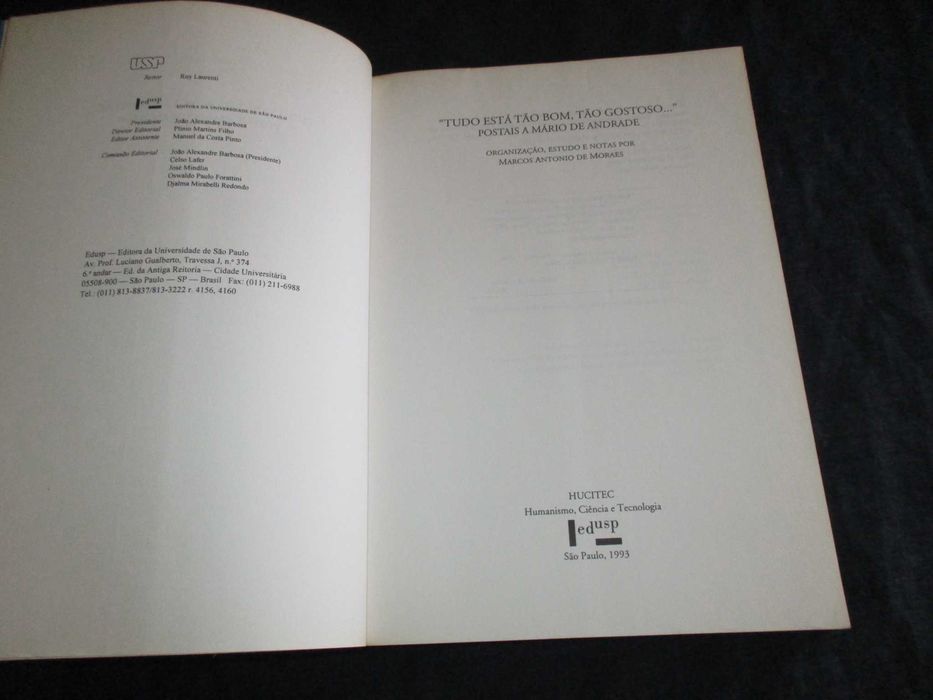 USP
Reitor Ruy Laurenti
edusp EDITORA DA UNIVERSIDADE DE SÃO PAULO
Presidente João Alexandre Barbosa
Diretor Editorial Plinio Martins Filho
Editor Assistente Manuel da Costa Pinto
Comissão Editorial João Alexandre Barbosa (Presidente)
Celso Lafer
José Mindlin
Oswaldo Paulo Forattini
Djalma Mirabelli Redondo
Edusp — Editora da Universidade de São Paulo
Av. Prof. Luciano Gualberto, Travessa J, n.º 374
6.º andar — Ed. da Antiga Reitoria — Cidade Universitária
05508-900 — São Paulo — SP — Brasil Fax: (011) 211-6988
Tel.: (011) 813-8837/813-3222 r. 4156, 4160
"TUDO ESTÁ TÃO BOM, TÃO GOSTOSO..."
POSTAIS A MÁRIO DE ANDRADE
ORGANIZAÇÃO, ESTUDO E NOTAS POR
MARCOS ANTONIO DE MORAES
HUCITEC
Humanismo, Ciência e Tecnologia
edusp
São Paulo, 1993